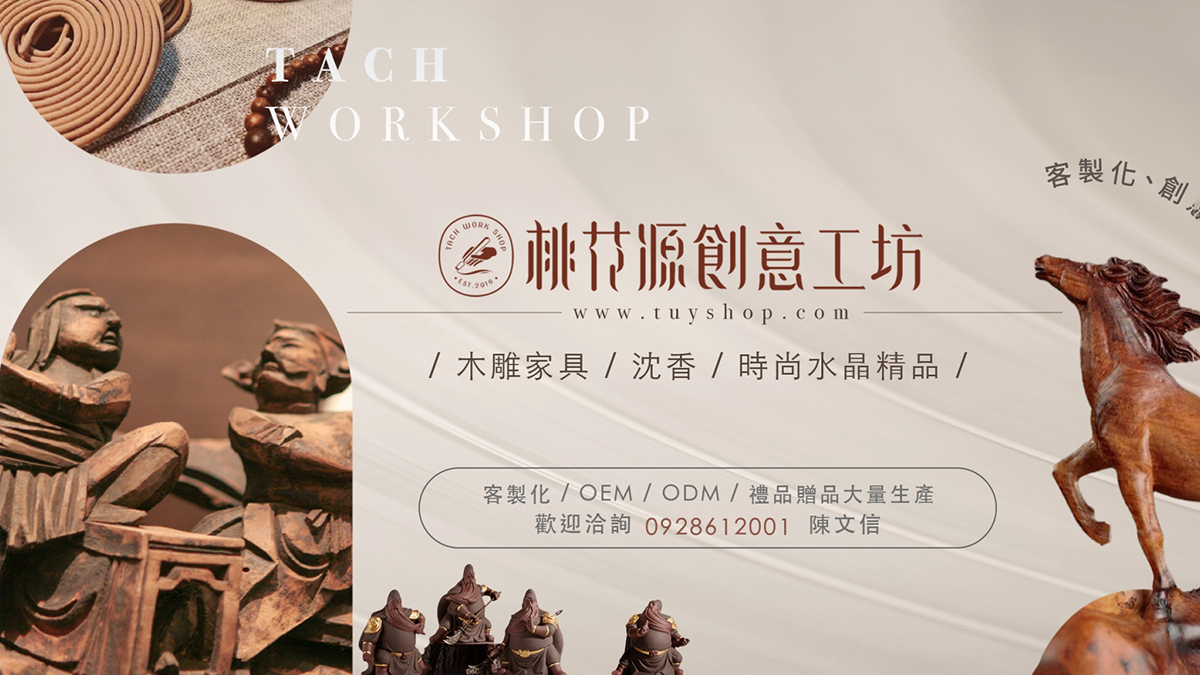 TACH
WORKSHOP
客製化、創
TACH WORK SHOP
EST.2016
桃花源創意工坊
www.tuyshop.com
/ 木雕家具 / 沈香 / 時尚水晶精品 /
客製化 / OEM / ODM / 禮品贈品大量生產
歡迎洽詢 0928612001 陳文信